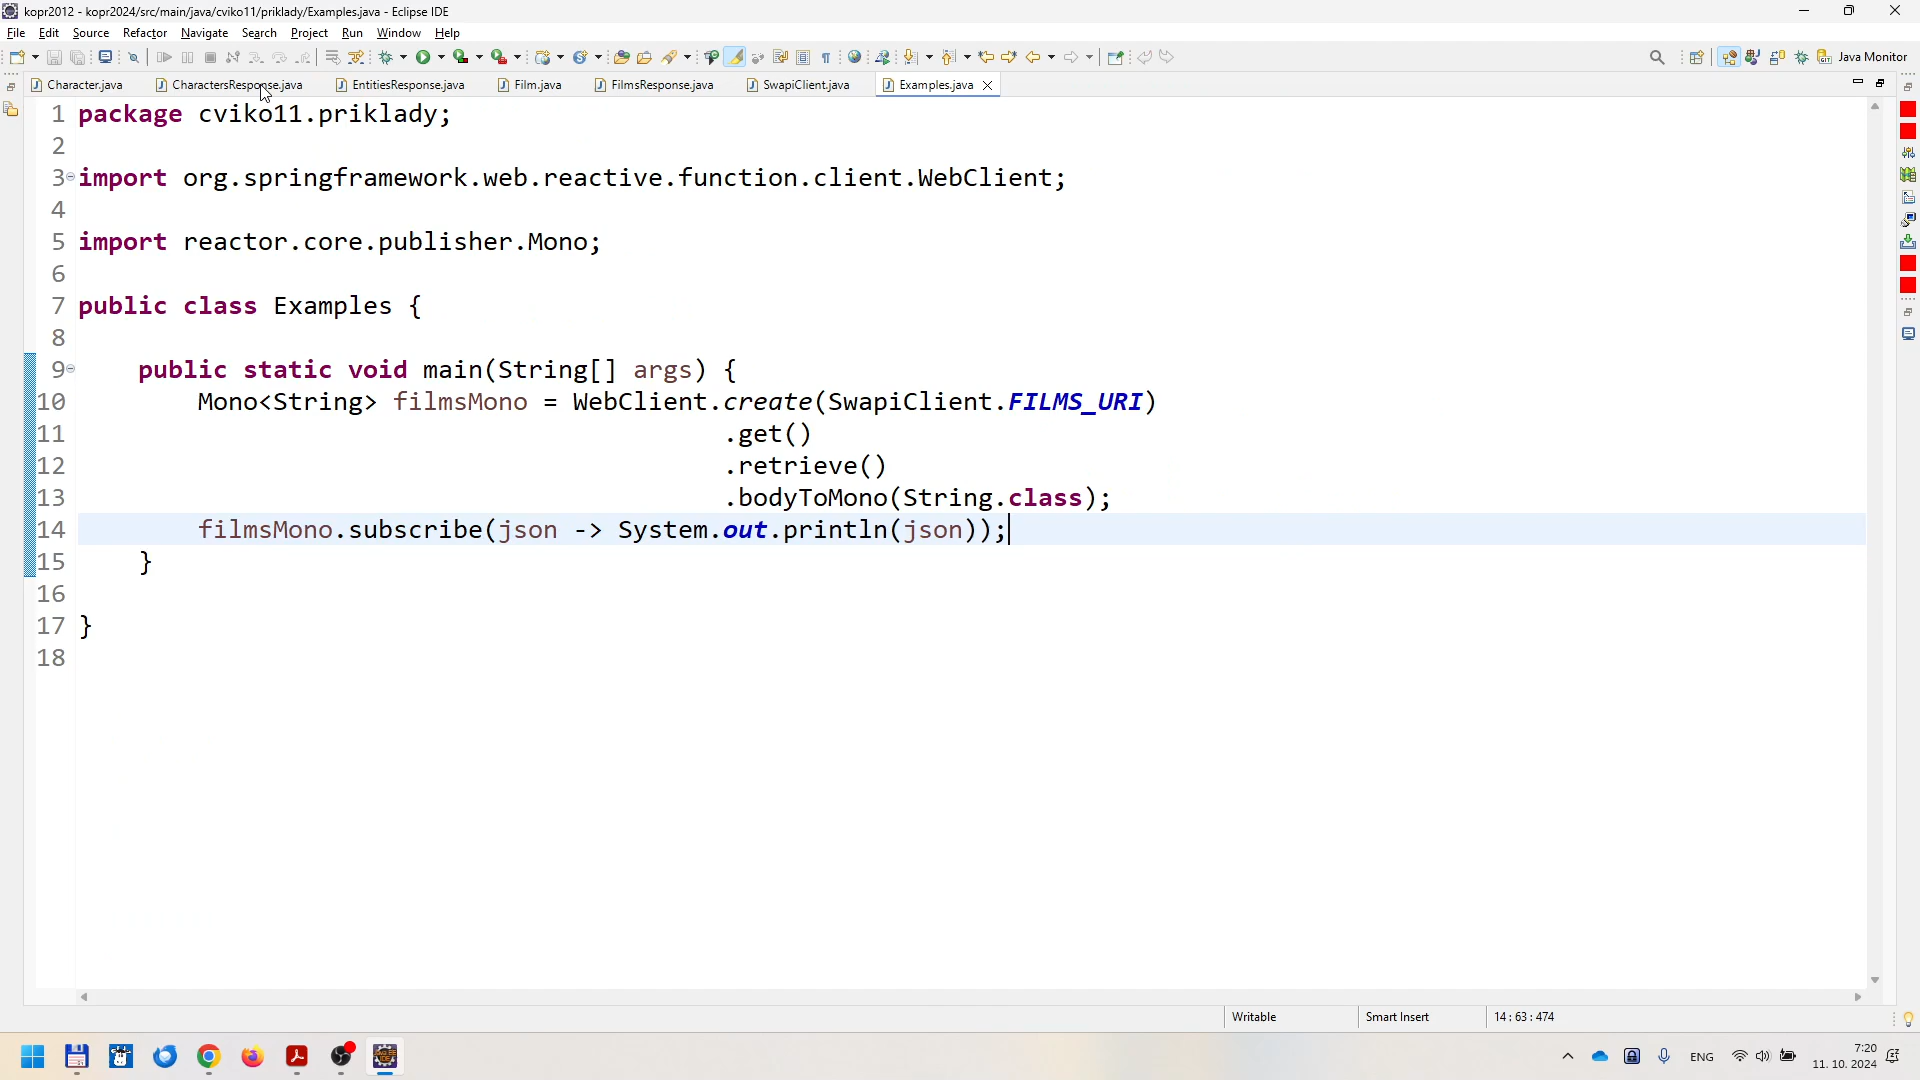 kopr2012 - kopr2024/src/main/java/cviko11/priklady/Examples.java - Eclipse IDE
File Edit Source Refactor Navigate Search Project Run Window Help
Java Monitor
Character.java CharactersResponse.java EntitiesResponse.java Film.java FilmsResponse.java SwapiClient.java Examples.java
1 package cviko11.priklady;
2
3 import org.springframework.web.reactive.function.client.WebClient;
4
5 import reactor.core.publisher.Mono;
6
7 public class Examples {
8
9 public static void main(String[] args) {
10 Mono<String> filmsMono = WebClient.create(SwapiClient.FILMS_URI)
11 .get()
12 .retrieve()
13 .bodyToMono(String.class);
14 filmsMono.subscribe(json -> System.out.println(json));
15 }
16
17 }
18
Writable Smart Insert 14 : 63 : 474
ENG 7:20
11. 10. 2024